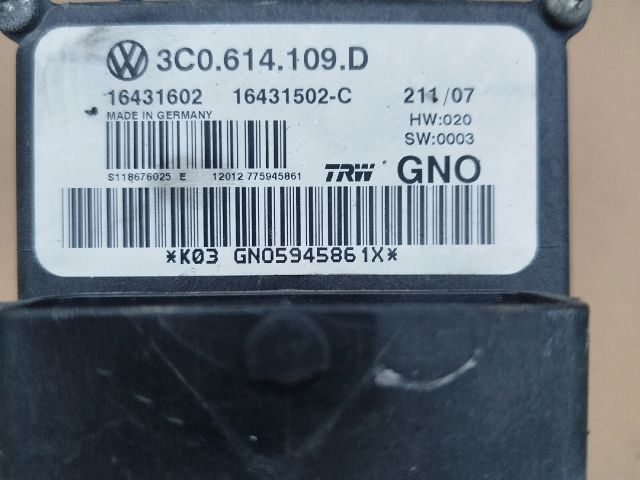 3C0.614.109.D
16431602 16431502-C 211/07
MADE IN GERMANY HW:020
SW:0003
S118676025 E 12012 775945861 TRW GNO
*K03 GNO5945861X*